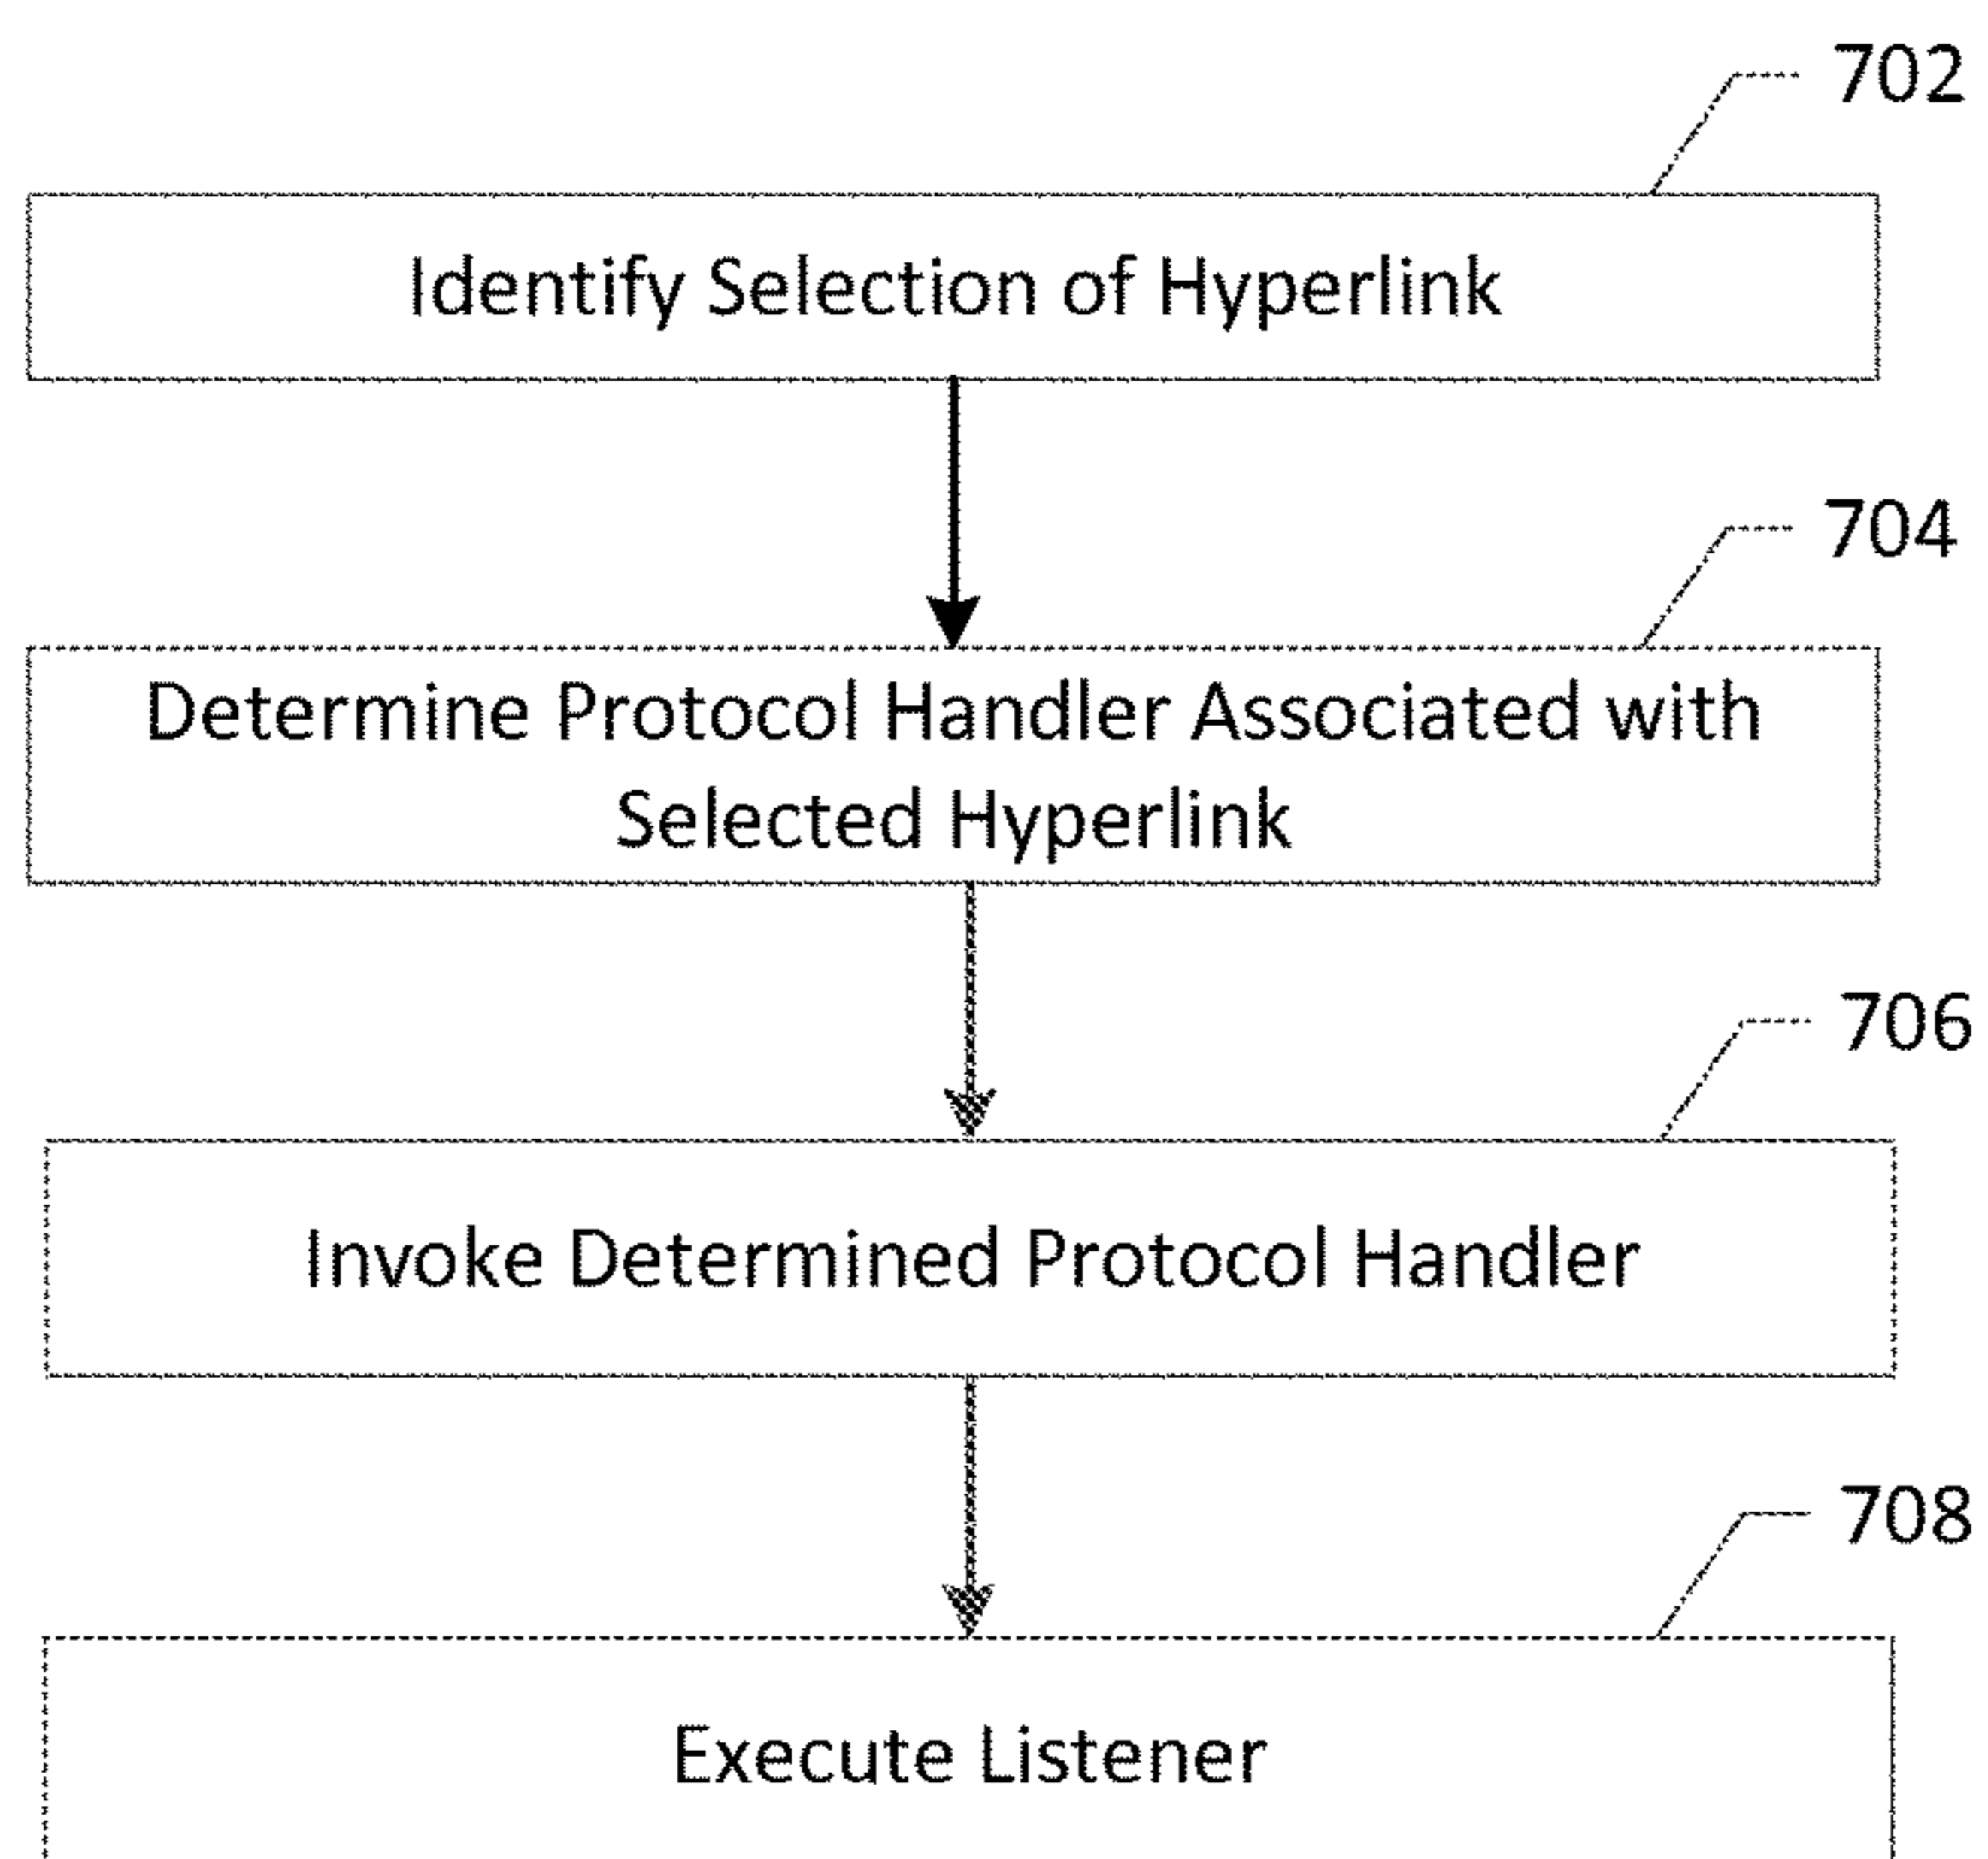 702
Identify Selection of Hyperlink
704
Determine Protocol Handler Associated with
Selected Hyperlink
706
Invoke Determined Protocol Handler
708
Execute Listener